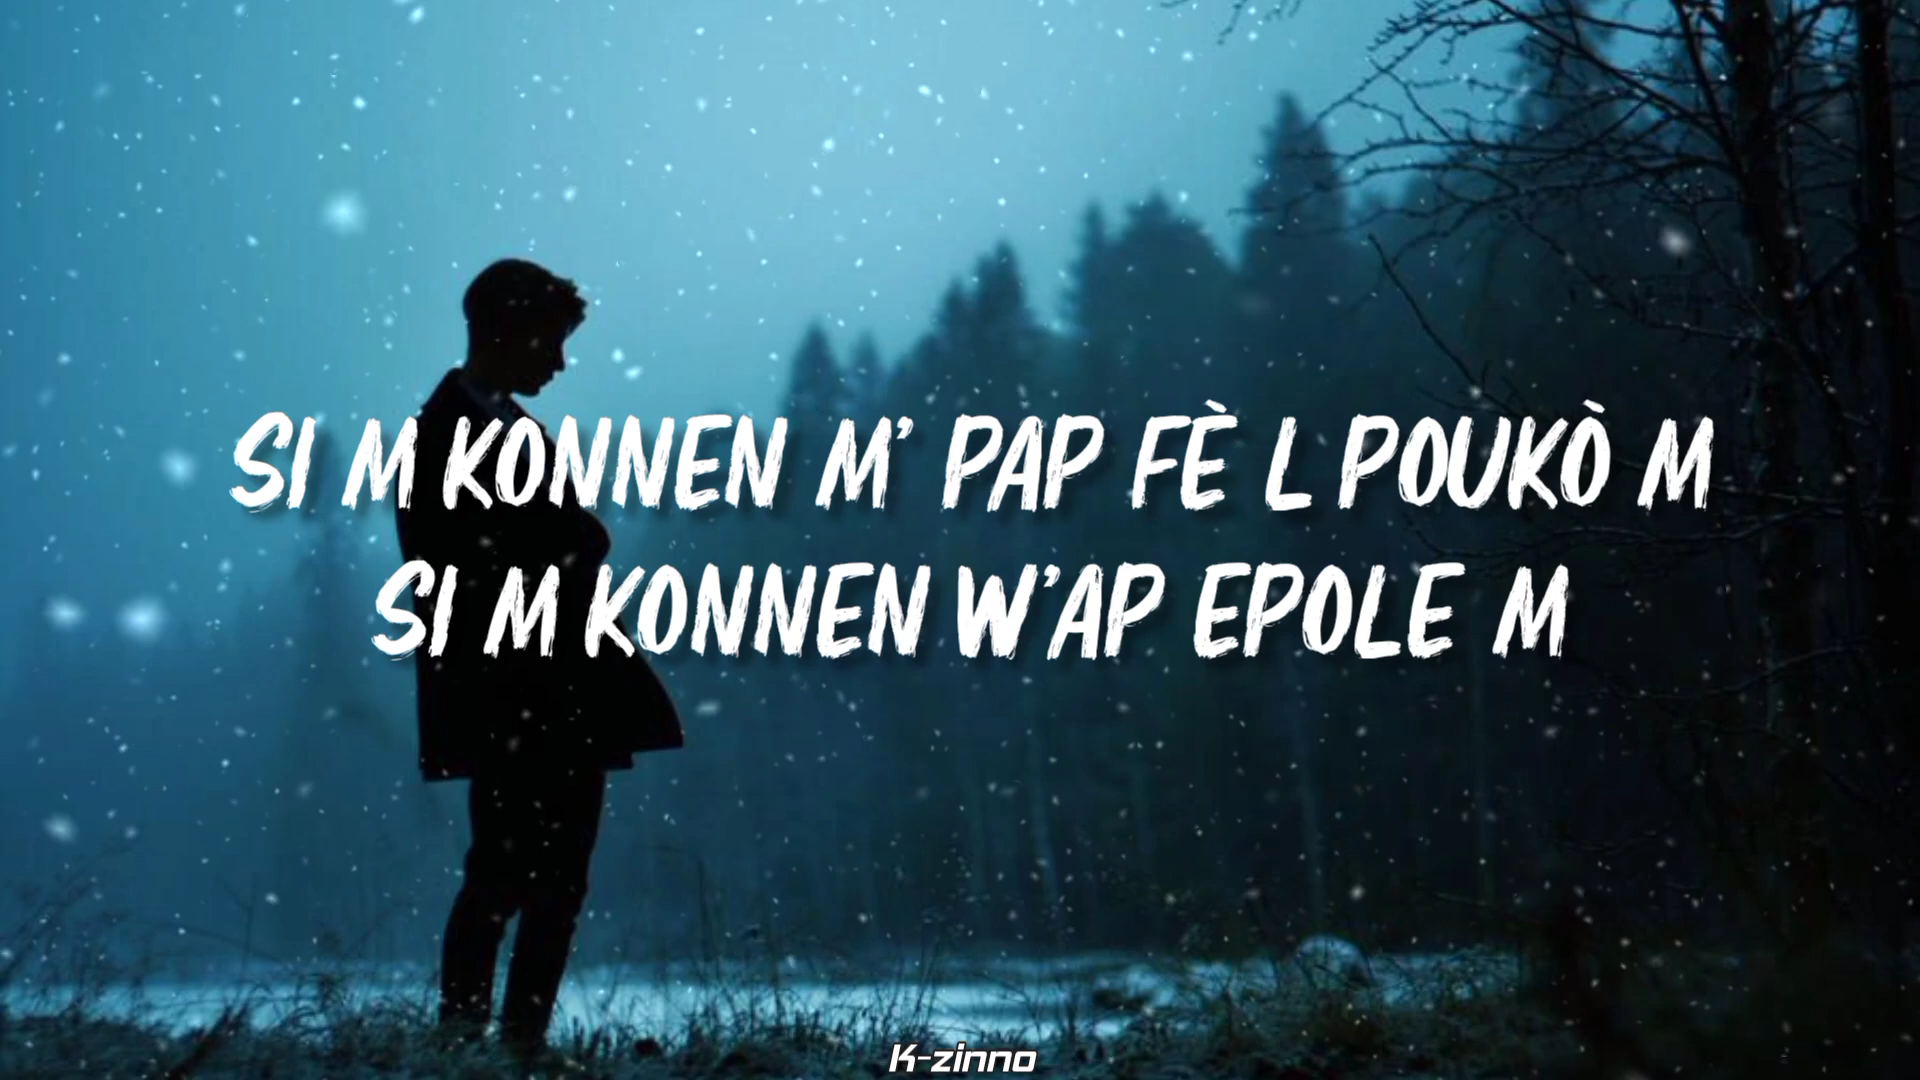 SI M KONNEN M' PAP FÈ L POUKÒ M
SI M KONNEN W'AP EPOLE M
K-zinno